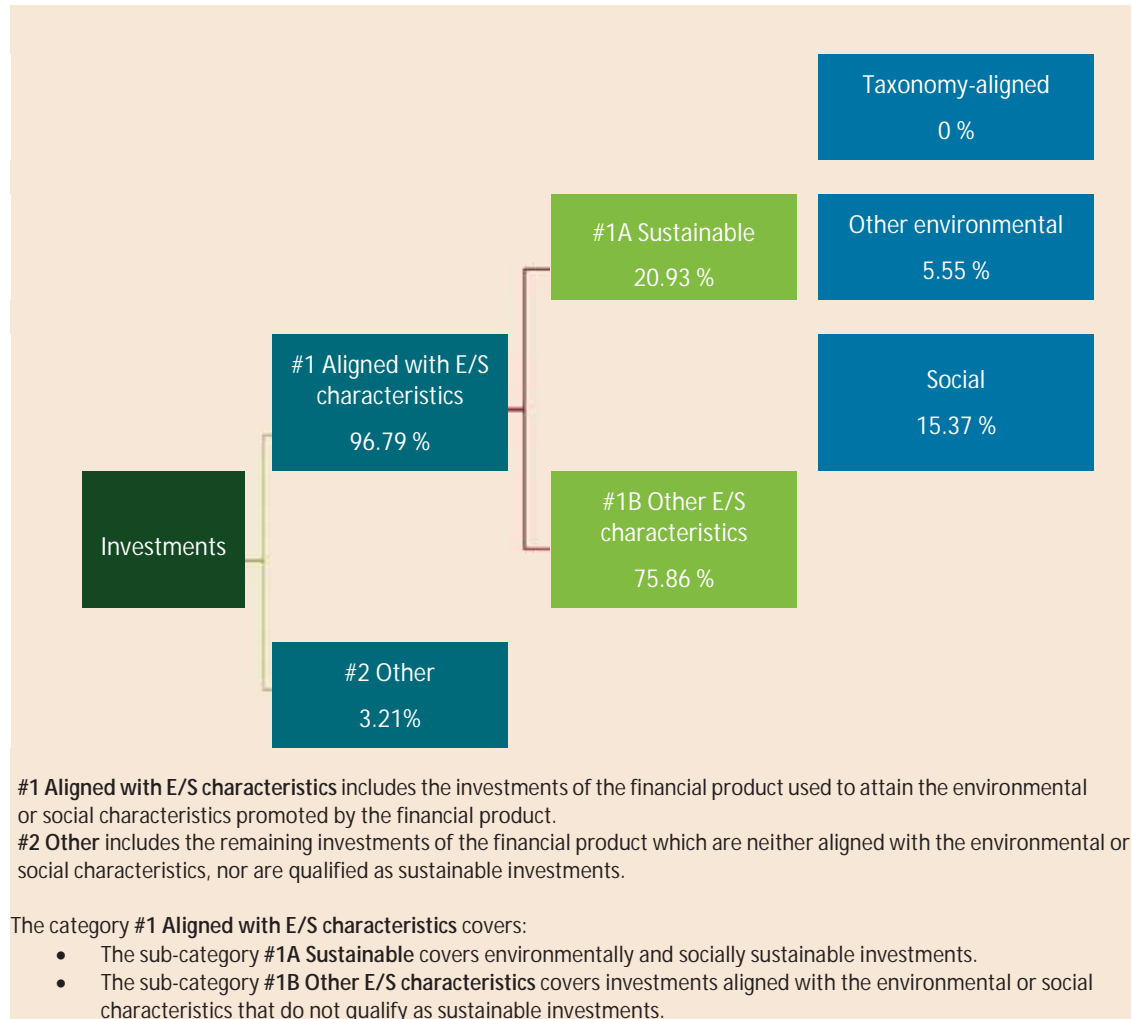 Taxonomy-aligned
0 %
#1A Sustainable
20.93 %
Other environmental
5.55 %
#1 Aligned with E/S
characteristics
96.79 %
Social
15.37 %
Investments
#1B Other E/S
characteristics
75.86 %
#2 Other
3.21%
#1 Aligned with E/S characteristics includes the investments of the financial product used to attain the environmental
or social characteristics promoted by the financial product.
#2 Other includes the remaining investments of the financial product which are neither aligned with the environmental or
social characteristics, nor are qualified as sustainable investments.
The category #1 Aligned with E/S characteristics covers:
• The sub-category #1A Sustainable covers environmentally and socially sustainable investments.
• The sub-category #1B Other E/S characteristics covers investments aligned with the environmental or social
characteristics that do not qualify as sustainable investments.